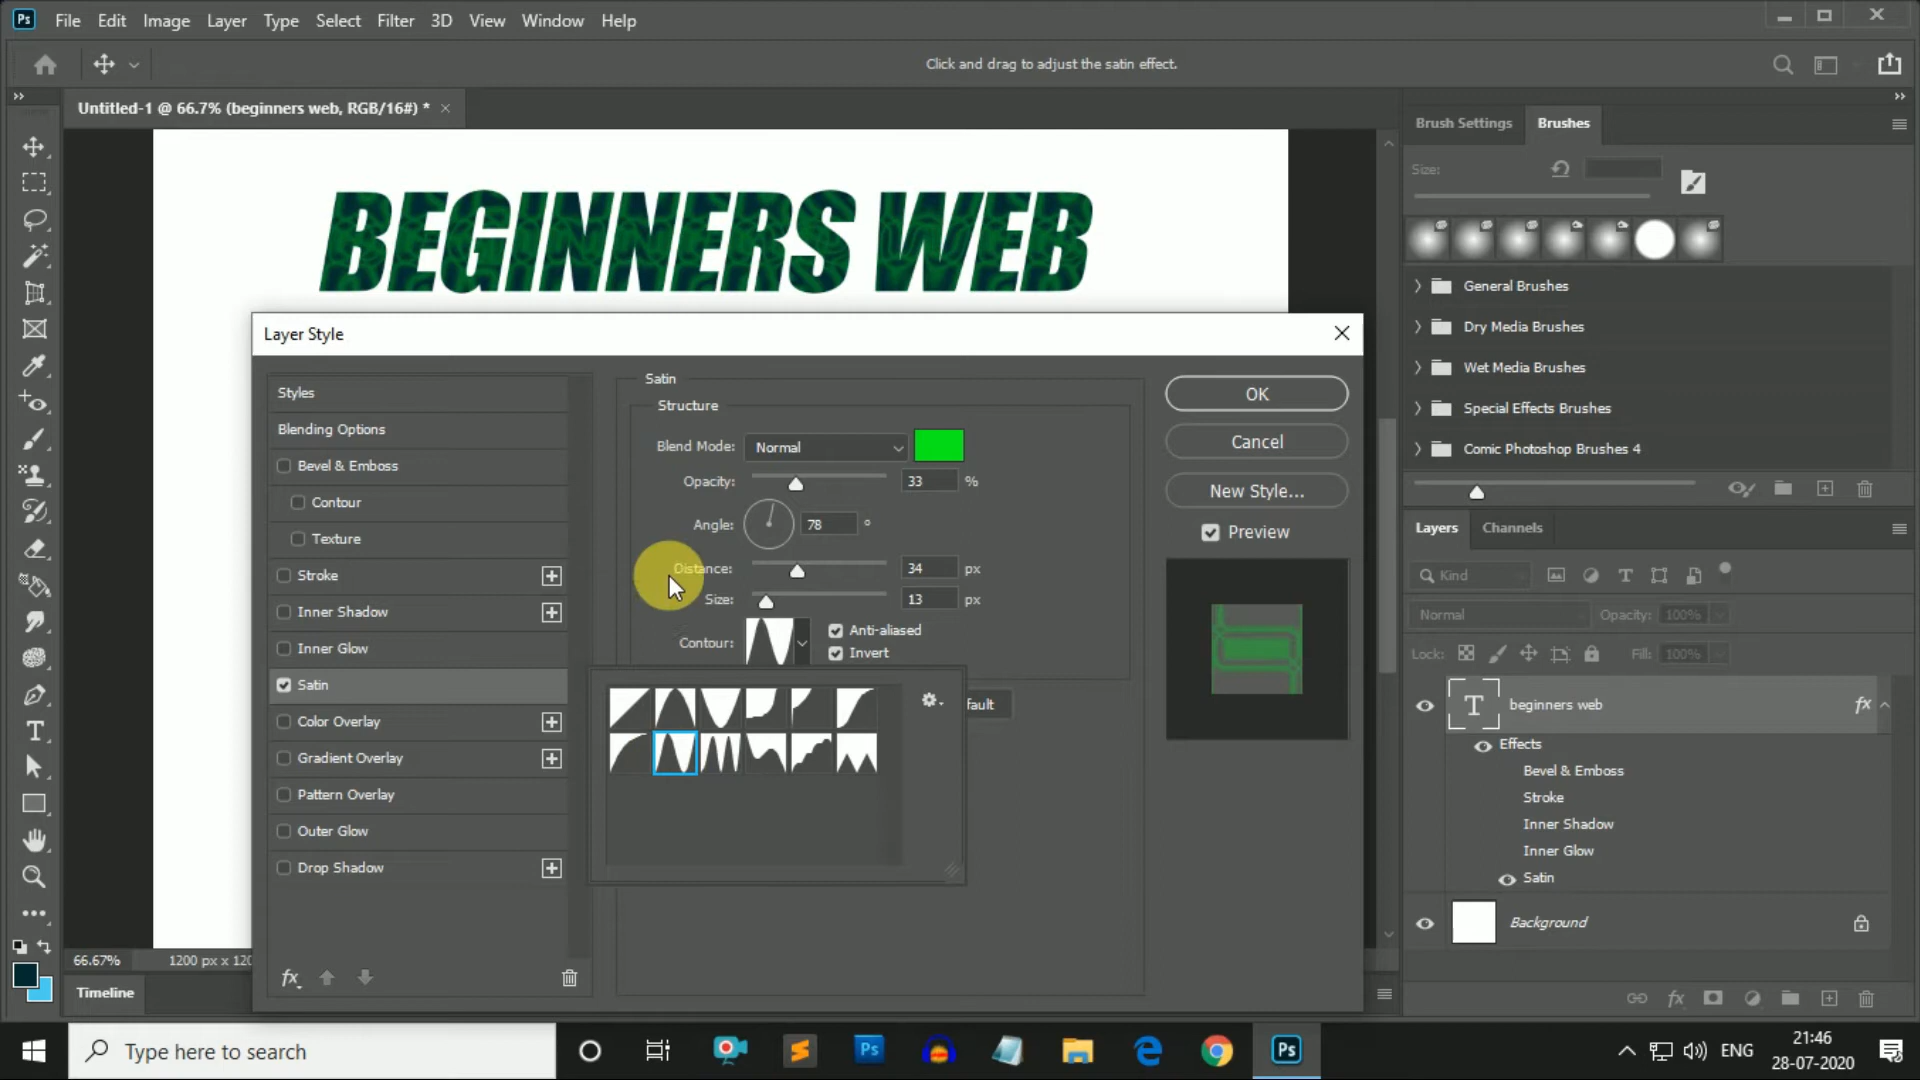 Ps File Edit Image Layer Type Select Filter 3D View Window Help
Click and drag to adjust the satin effect.
Untitled-1 @ 66.7% (beginners web, RGB/16#) *
Brush Settings Brushes
Size:
BEGINNERS WEB
General Brushes
Dry Media Brushes
Wet Media Brushes
Special Effects Brushes
Comic Photoshop Brushes 4
Layer Style
Styles
Blending Options
Bevel & Emboss
Contour
Texture
Stroke
Inner Shadow
Inner Glow
Satin
Color Overlay
Gradient Overlay
Pattern Overlay
Outer Glow
Drop Shadow
fx
Satin
Structure
Blend Mode: Normal
Opacity: 33 %
Angle: 78 °
Distance: 34 px
Size: 13 px
Contour: Anti-aliased
Invert
fault
OK
Cancel
New Style...
Preview
Layers Channels
Kind
Normal Opacity: 100%
Lock: Fill: 100%
T beginners web fx
Effects
Bevel & Emboss
Stroke
Inner Shadow
Inner Glow
Satin
Background
fx
66.67% 1200 px x 120
Timeline
Type here to search
Ps
Ps
ENG
21:46
28-07-2020